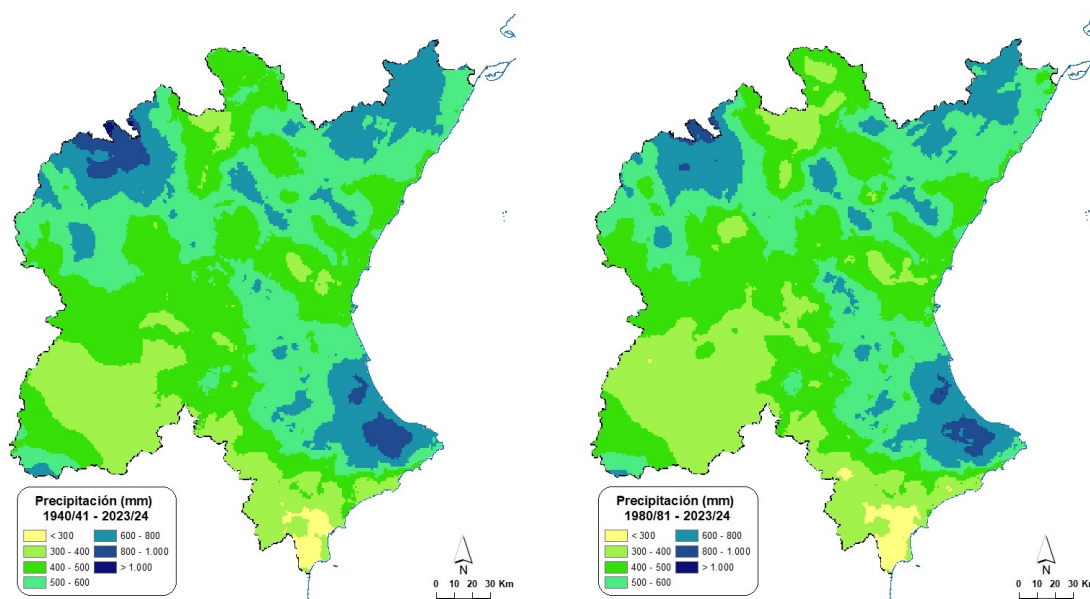 Precipitación (mm)
1940/41 - 2023/24
< 300
600 - 800
300 - 400
800 - 1.000
400 - 500
> 1.000
500 - 600
N
0 10 20 30 Km
Precipitación (mm)
1980/81 - 2023/24
< 300
600 - 800
300 - 400
800 - 1.000
400 - 500
> 1.000
500 - 600
N
0 10 20 30 Km